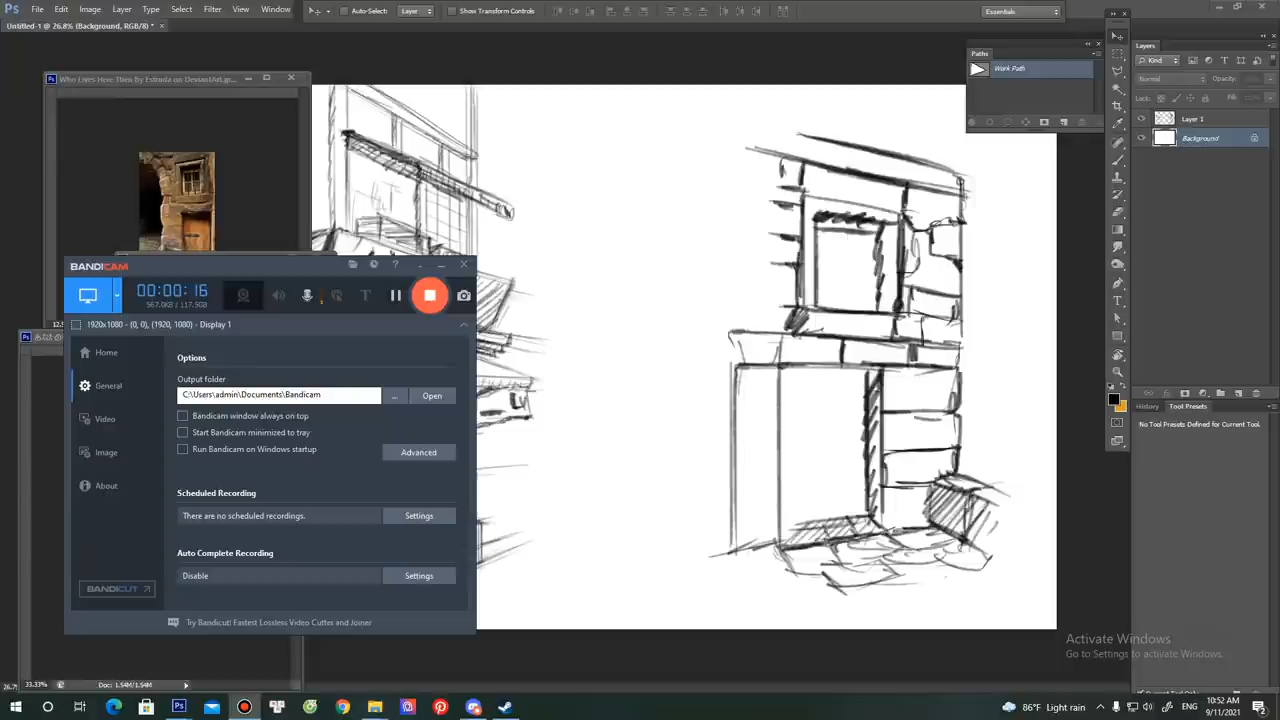 Ps File Edit Image Layer Type Select Filter View Window
Auto-Select: Layer Show Transform Controls Essentials
Untitled-1 @ 26.8% (Background, RGB/8) *
Who Lives Here Then By Estruda on DeviantArt.jp...
BANDICAM
00:00:16
567.0KB / 117.5GB
T
1920x1080 - (0, 0), (1920, 1080) - Display 1
Home
General
Video
Image
About
BANDICUT
Options
Output folder
C:\Users\admin\Documents\Bandicam
... Open
Bandicam window always on top
Start Bandicam minimized to tray
Run Bandicam on Windows startup
Advanced
Scheduled Recording
There are no scheduled recordings.
Settings
Auto Complete Recording
Disable
Settings
Try Bandicut! Fastest Lossless Video Cutter and Joiner
33.33% Doc: 1.54M/1.54M
Paths
Work Path
Layers
Kind
Normal Opacity:
Lock: Fill:
Layer 1
Background
History Tool Presets
No Tool Presets Defined for Current Tool.
Current Tool Only
Activate Windows
Go to Settings to activate Windows.
86°F Light rain
10:52 AM
9/11/2021
2